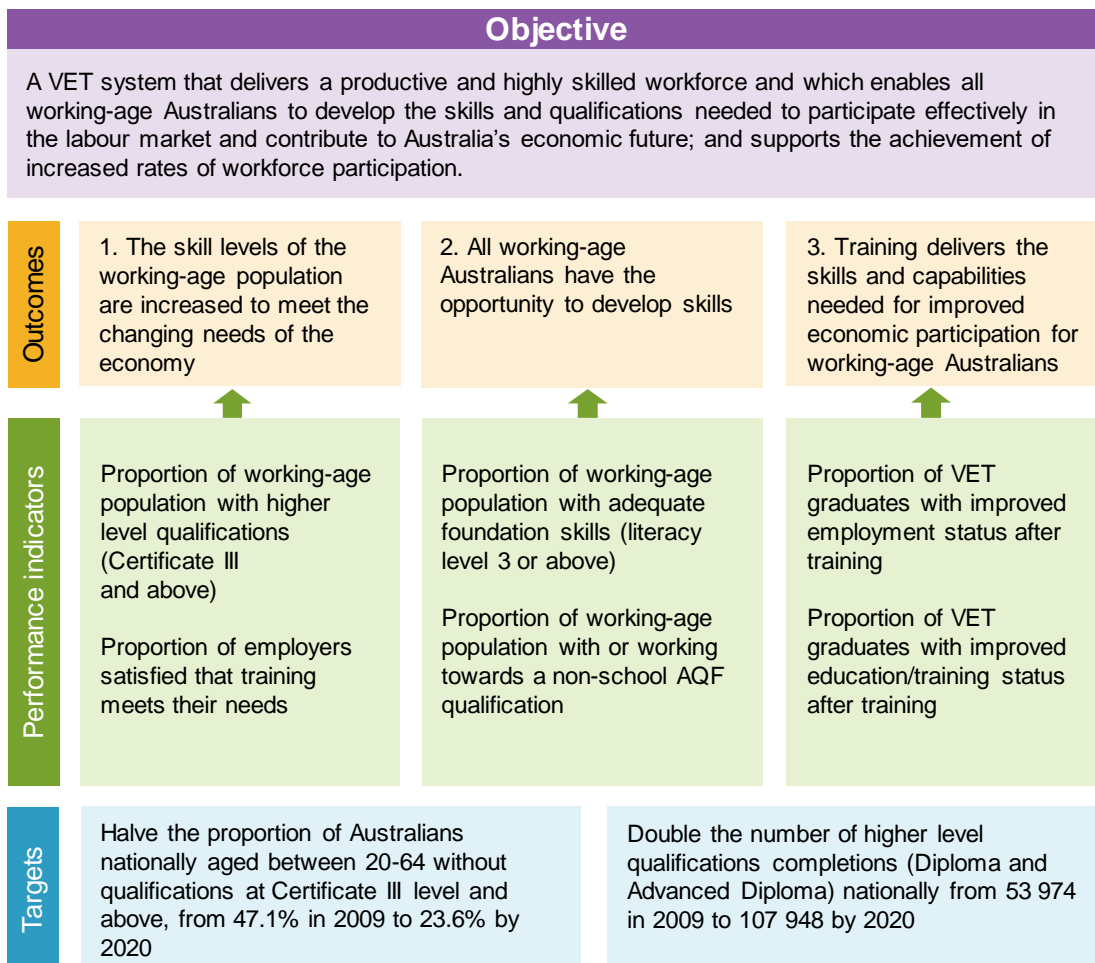 Objective
A VET system that delivers a productive and highly skilled workforce and which enables all
working-age Australians to develop the skills and qualifications needed to participate effectively in
the labour market and contribute to Australia’s economic future; and supports the achievement of
increased rates of workforce participation.
Outcomes
1. The skill levels of the
working-age population
are increased to meet the
changing needs of the
economy
2. All working-age
Australians have the
opportunity to develop skills
3. Training delivers the
skills and capabilities
needed for improved
economic participation for
working-age Australians
Performance indicators
Proportion of working-age
population with higher
level qualifications
(Certificate III
and above)
Proportion of employers
satisfied that training
meets their needs
Proportion of working-age
population with adequate
foundation skills (literacy
level 3 or above)
Proportion of working-age
population with or working
towards a non-school AQF
qualification
Proportion of VET
graduates with improved
employment status after
training
Proportion of VET
graduates with improved
education/training status
after training
Targets
Halve the proportion of Australians
nationally aged between 20-64 without
qualifications at Certificate III level and
above, from 47.1% in 2009 to 23.6% by
2020
Double the number of higher level
qualifications completions (Diploma and
Advanced Diploma) nationally from 53 974
in 2009 to 107 948 by 2020